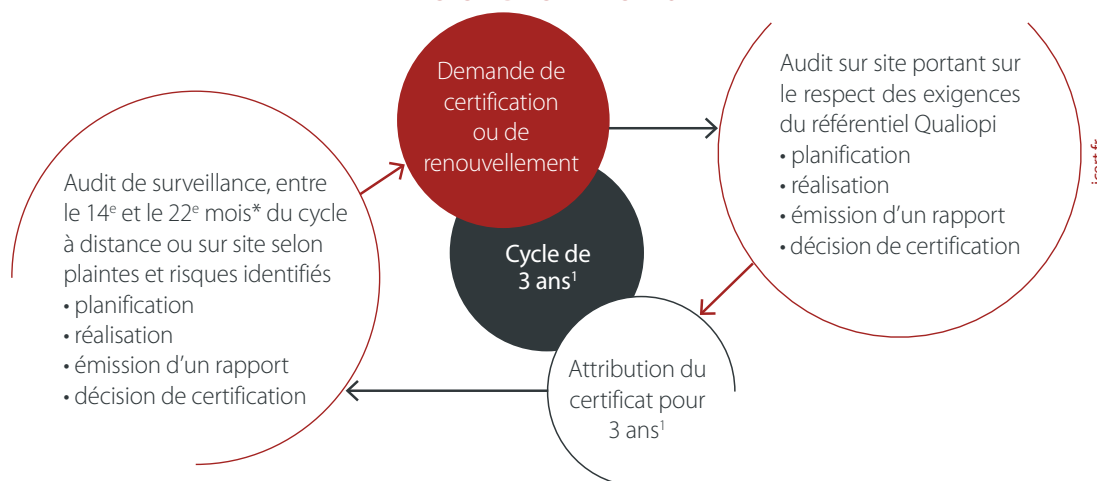 Demande de
certification
ou de
renouvellement
Audit sur site portant sur
le respect des exigences
du référentiel Qualiopi
• planification
• réalisation
• émission d'un rapport
• décision de certification
icert.fr
Audit de surveillance, entre
le 14e et le 22e mois* du cycle
à distance ou sur site selon
plaintes et risques identifiés
• planification
• réalisation
• émission d'un rapport
• décision de certification
Cycle de
3 ans1
Attribution du
certificat pour
3 ans1